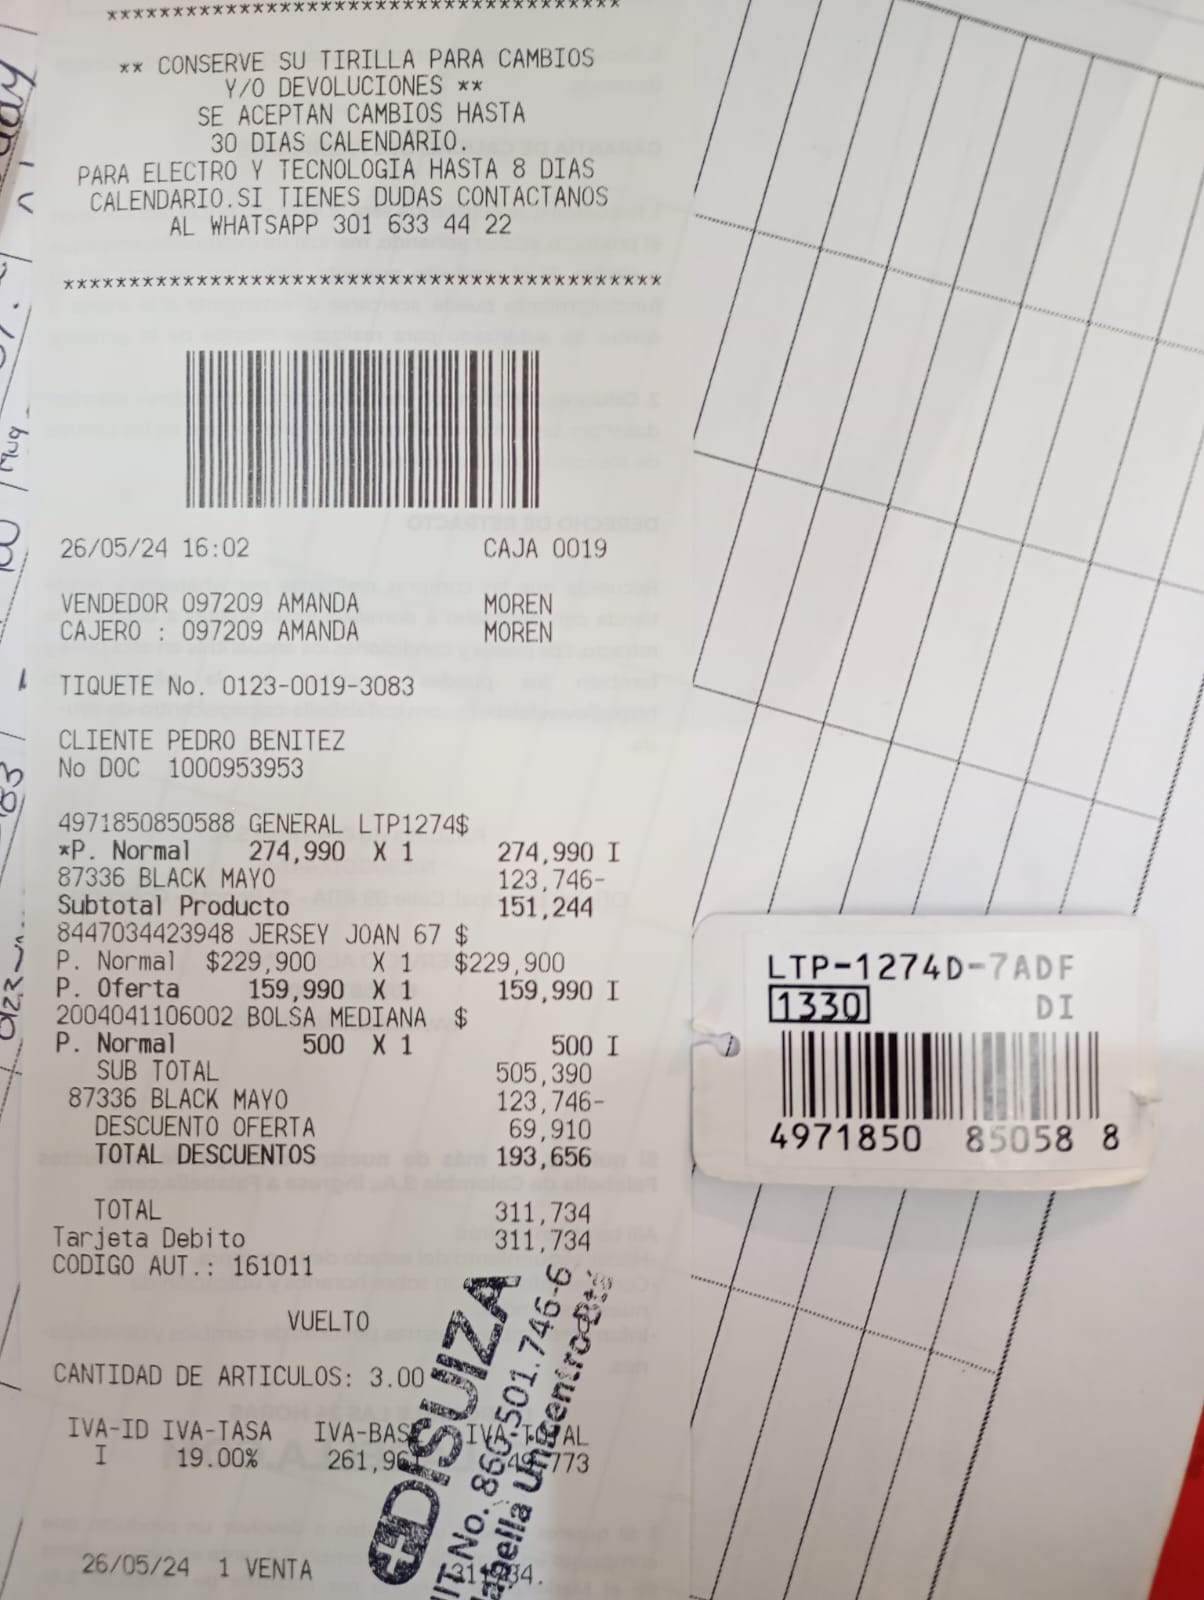 ******************************************
** CONSERVE SU TIRILLA PARA CAMBIOS
Y/O DEVOLUCIONES **
SE ACEPTAN CAMBIOS HASTA
30 DIAS CALENDARIO.
PARA ELECTRO Y TECNOLOGIA HASTA 8 DIAS
CALENDARIO.SI TIENES DUDAS CONTACTANOS
AL WHATSAPP 301 633 44 22
******************************************
26/05/24 16:02 CAJA 0019
VENDEDOR 097209 AMANDA MOREN
CAJERO : 097209 AMANDA MOREN
TIQUETE No. 0123-0019-3083
CLIENTE PEDRO BENITEZ
No DOC 1000953953
4971850850588 GENERAL LTP1274$
*P. Normal 274,990 X 1 274,990 I
87336 BLACK MAYO 123,746-
Subtotal Producto 151,244
8447034423948 JERSEY JOAN 67 $
P. Normal $229,900 X 1 $229,900
P. Oferta 159,990 X 1 159,990 I
2004041106002 BOLSA MEDIANA $
P. Normal 500 X 1 500 I
SUB TOTAL 505,390
87336 BLACK MAYO 123,746-
DESCUENTO OFERTA 69,910
TOTAL DESCUENTOS 193,656
TOTAL 311,734
Tarjeta Debito 311,734
CODIGO AUT.: 161011
VUELTO
CANTIDAD DE ARTICULOS: 3.00
IVA-ID IVA-TASA IVA-BASE IVA TOTAL
I 19.00%
26/05/24 1 VENTA
DISUIZA
NIT No. 860.501.746-6
Unicentro Bta
LTP-1274D-7ADF
1330 DI
4971850 85058 8